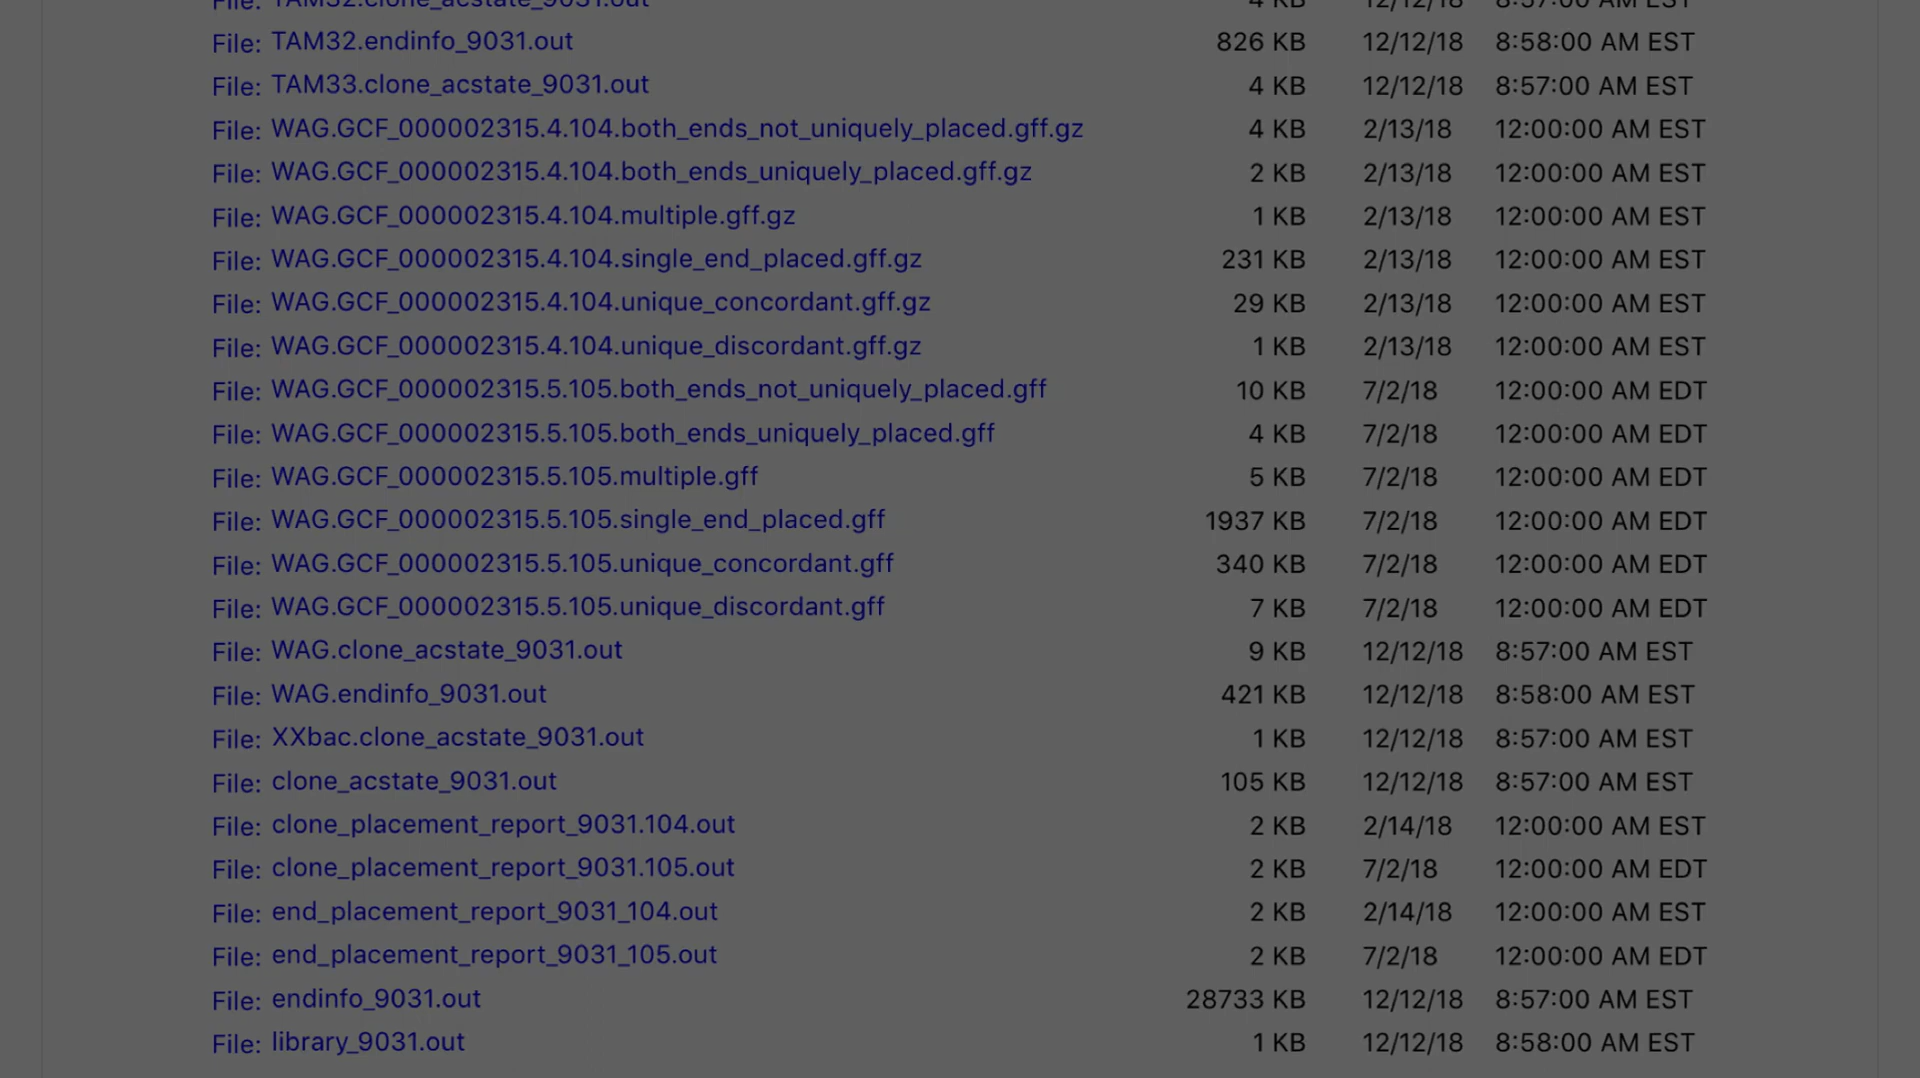 File: TAM32.clone_acstate_9031.out 4 KB 12/12/18 8:57:00 AM EST
File: TAM32.endinfo_9031.out 826 KB 12/12/18 8:58:00 AM EST
File: TAM33.clone_acstate_9031.out 4 KB 12/12/18 8:57:00 AM EST
File: WAG.GCF_000002315.4.104.both_ends_not_uniquely_placed.gff.gz 4 KB 2/13/18 12:00:00 AM EST
File: WAG.GCF_000002315.4.104.both_ends_uniquely_placed.gff.gz 2 KB 2/13/18 12:00:00 AM EST
File: WAG.GCF_000002315.4.104.multiple.gff.gz 1 KB 2/13/18 12:00:00 AM EST
File: WAG.GCF_000002315.4.104.single_end_placed.gff.gz 231 KB 2/13/18 12:00:00 AM EST
File: WAG.GCF_000002315.4.104.unique_concordant.gff.gz 29 KB 2/13/18 12:00:00 AM EST
File: WAG.GCF_000002315.4.104.unique_discordant.gff.gz 1 KB 2/13/18 12:00:00 AM EST
File: WAG.GCF_000002315.5.105.both_ends_not_uniquely_placed.gff 10 KB 7/2/18 12:00:00 AM EDT
File: WAG.GCF_000002315.5.105.both_ends_uniquely_placed.gff 4 KB 7/2/18 12:00:00 AM EDT
File: WAG.GCF_000002315.5.105.multiple.gff 5 KB 7/2/18 12:00:00 AM EDT
File: WAG.GCF_000002315.5.105.single_end_placed.gff 1937 KB 7/2/18 12:00:00 AM EDT
File: WAG.GCF_000002315.5.105.unique_concordant.gff 340 KB 7/2/18 12:00:00 AM EDT
File: WAG.GCF_000002315.5.105.unique_discordant.gff 7 KB 7/2/18 12:00:00 AM EDT
File: WAG.clone_acstate_9031.out 9 KB 12/12/18 8:57:00 AM EST
File: WAG.endinfo_9031.out 421 KB 12/12/18 8:58:00 AM EST
File: XXbac.clone_acstate_9031.out 1 KB 12/12/18 8:57:00 AM EST
File: clone_acstate_9031.out 105 KB 12/12/18 8:57:00 AM EST
File: clone_placement_report_9031.104.out 2 KB 2/14/18 12:00:00 AM EST
File: clone_placement_report_9031.105.out 2 KB 7/2/18 12:00:00 AM EDT
File: end_placement_report_9031_104.out 2 KB 2/14/18 12:00:00 AM EST
File: end_placement_report_9031_105.out 2 KB 7/2/18 12:00:00 AM EDT
File: endinfo_9031.out 28733 KB 12/12/18 8:57:00 AM EST
File: library_9031.out 1 KB 12/12/18 8:58:00 AM EST